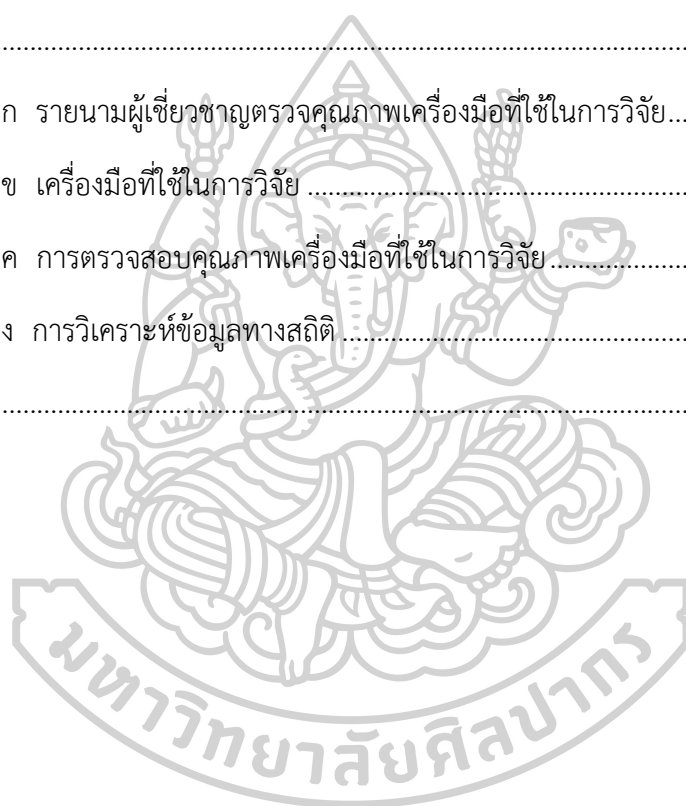 ................................................................................................
ก รายนามผู้เชี่ยวชาญตรวจคุณภาพเครื่องมือที่ใช้ในการวิจัย...
ข เครื่องมือที่ใช้ในการวิจัย ......................................................
ค การตรวจสอบคุณภาพเครื่องมือที่ใช้ในการวิจัย...................
ง การวิเคราะห์ข้อมูลทางสถิติ .................................................
................................................................................................
มหาวิทยาลัยศิลปากร